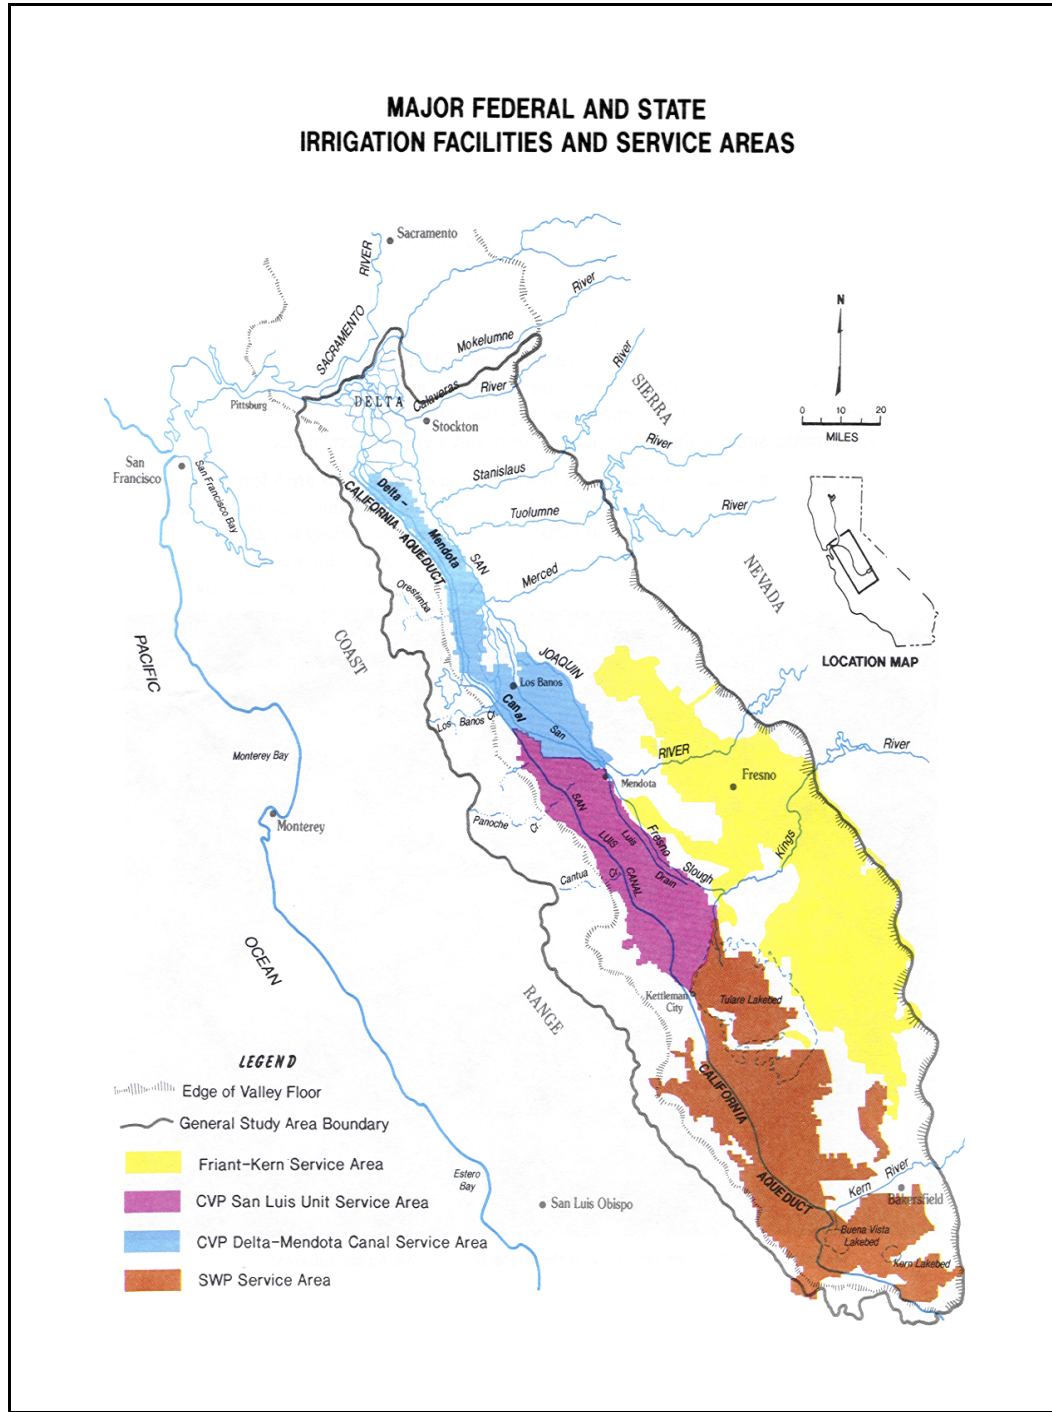 MAJOR FEDERAL AND STATE
IRRIGATION FACILITIES AND SERVICE AREAS
Sacramento
RIVER
SACRAMENTO
River
Mokelumne
River
Calaveras
River
DELTA
Pittsburg
Stockton
SIERRA
N
0 10 20
MILES
San
Francisco
San Francisco Bay
River
Stanislaus
Delta-
Mendota
CALIFORNIA AQUEDUCT
Tuolumne
River
SAN
Merced
NEVADA
Orestimba
COAST
PACIFIC
JOAQUIN
LOCATION MAP
Los Banos
Canal
Los Banos
San
RIVER
River
Monterey Bay
Mendota
Fresno
Monterey
SAN
LUIS
CANAL
Luis
Drain
Fresno
Slough
Kings
Panoche
Cantua
OCEAN
RANGE
Kettleman
City
Tulare Lakebed
CALIFORNIA
AQUEDUCT
LEGEND
Edge of Valley Floor
General Study Area Boundary
Friant-Kern Service Area
CVP San Luis Unit Service Area
CVP Delta-Mendota Canal Service Area
SWP Service Area
Estero
Bay
San Luis Obispo
Kern River
Bakersfield
Buena Vista
Lakebed
Kern Lakebed